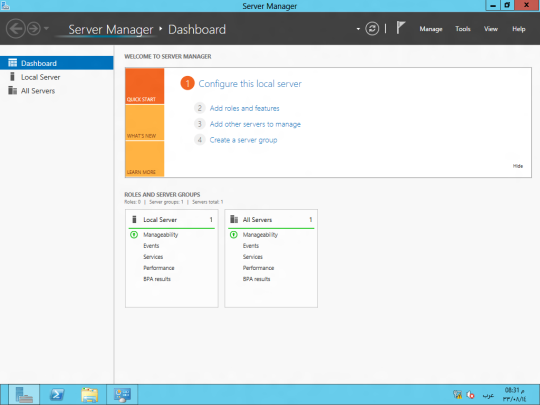 Server Manager
Server Manager ‣ Dashboard
Manage Tools View Help
Dashboard
Local Server
All Servers
WELCOME TO SERVER MANAGER
QUICK START
WHAT'S NEW
LEARN MORE
1 Configure this local server
2 Add roles and features
3 Add other servers to manage
4 Create a server group
Hide
ROLES AND SERVER GROUPS
Roles: 0 | Server groups: 1 | Servers total: 1
Local Server 1
Manageability
Events
Services
Performance
BPA results
All Servers 1
Manageability
Events
Services
Performance
BPA results
عرب
08:31 م